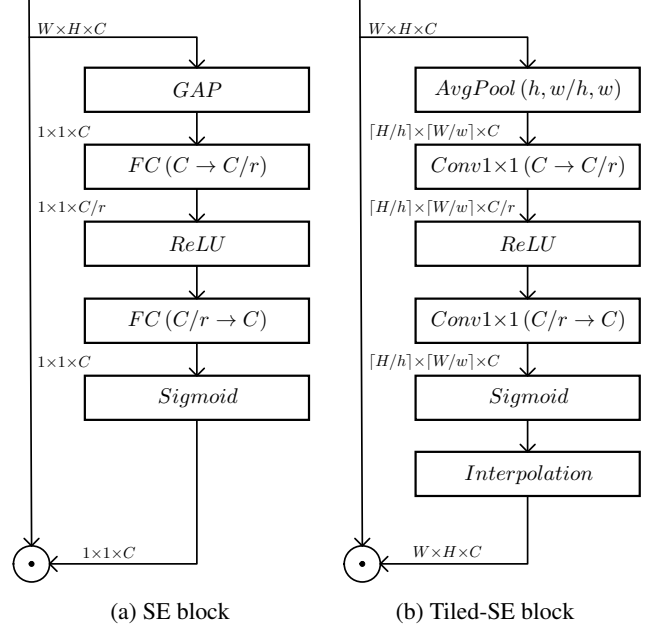 W×H×C
GAP
1×1×C
FC (C → C/r)
1×1×C/r
ReLU
FC (C/r → C)
1×1×C
Sigmoid
1×1×C
(a) SE block
W×H×C
AvgPool (h, w/h, w)
⌈H/h⌉×⌈W/w⌉×C
Conv1×1 (C → C/r)
⌈H/h⌉×⌈W/w⌉×C/r
ReLU
Conv1×1 (C/r → C)
⌈H/h⌉×⌈W/w⌉×C
Sigmoid
Interpolation
W×H×C
(b) Tiled-SE block